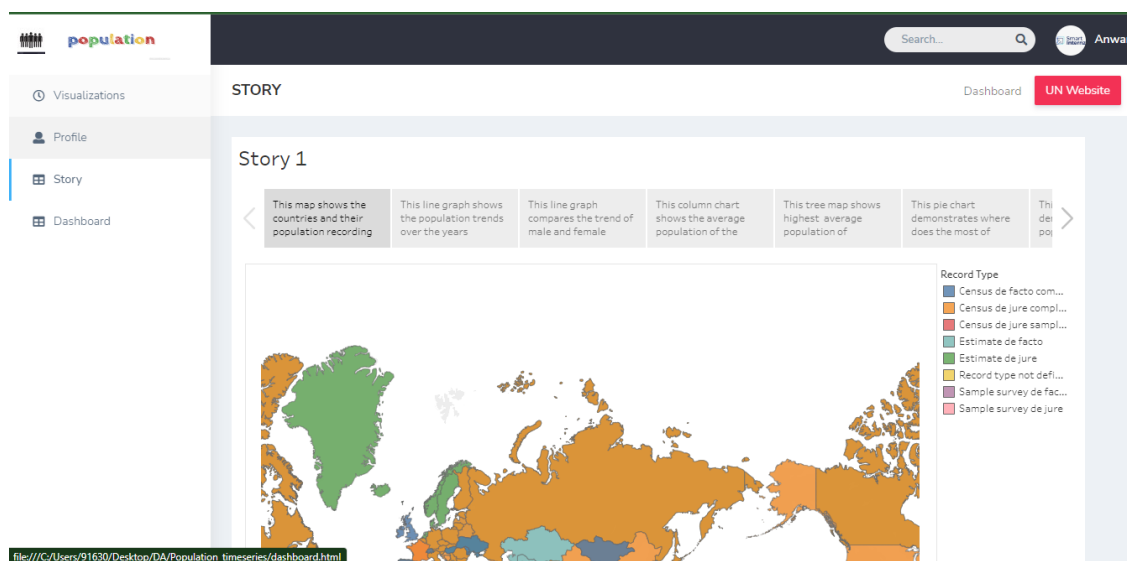 population
Search...
Anwa
Visualizations
STORY
Dashboard
UN Website
Profile
Story
Dashboard
Story 1
This map shows the
countries and their
population recording
This line graph shows
the population trends
over the years
This line graph
compares the trend of
male and female
This column chart
shows the average
population of the
This tree map shows
highest average
population of
This pie chart
demonstrates where
does the most of
Record Type
Census de facto com...
Census de jure compl...
Census de jure sampl...
Estimate de facto
Estimate de jure
Record type not defi...
Sample survey de fac...
Sample survey de jure
file:///C:/Users/91630/Desktop/DA/Population_timeseries/dashboard.html